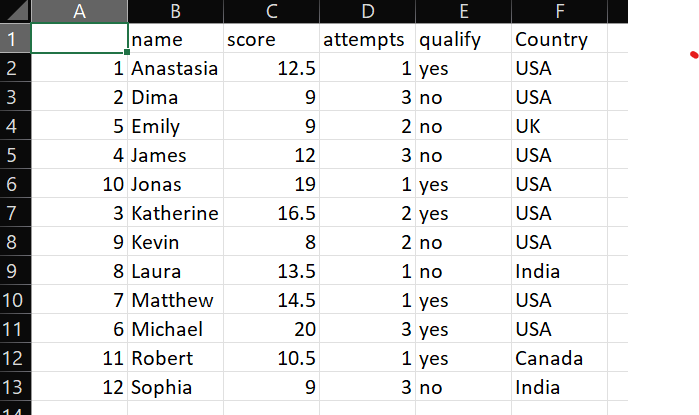 A B C D E F
1 name score attempts qualify Country
2 1 Anastasia 12.5 1 yes USA
3 2 Dima 9 3 no USA
4 5 Emily 9 2 no UK
5 4 James 12 3 no USA
6 10 Jonas 19 1 yes USA
7 3 Katherine 16.5 2 yes USA
8 9 Kevin 8 2 no USA
9 8 Laura 13.5 1 no India
10 7 Matthew 14.5 1 yes USA
11 6 Michael 20 3 yes USA
12 11 Robert 10.5 1 yes Canada
13 12 Sophia 9 3 no India